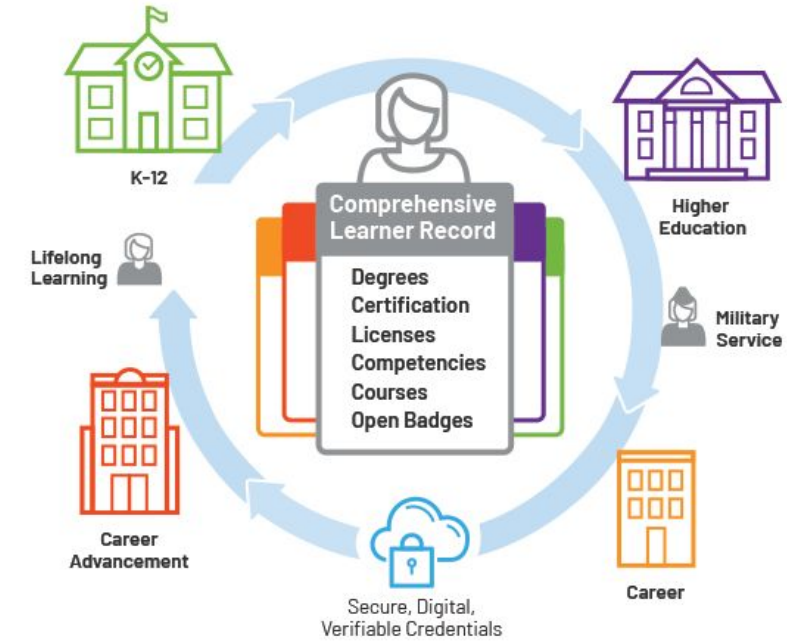 K-12
Comprehensive
Learner Record
Degrees
Certification
Licenses
Competencies
Courses
Open Badges
Higher
Education
Military
Service
Career
Secure, Digital,
Verifiable Credentials
Career
Advancement
Lifelong
Learning